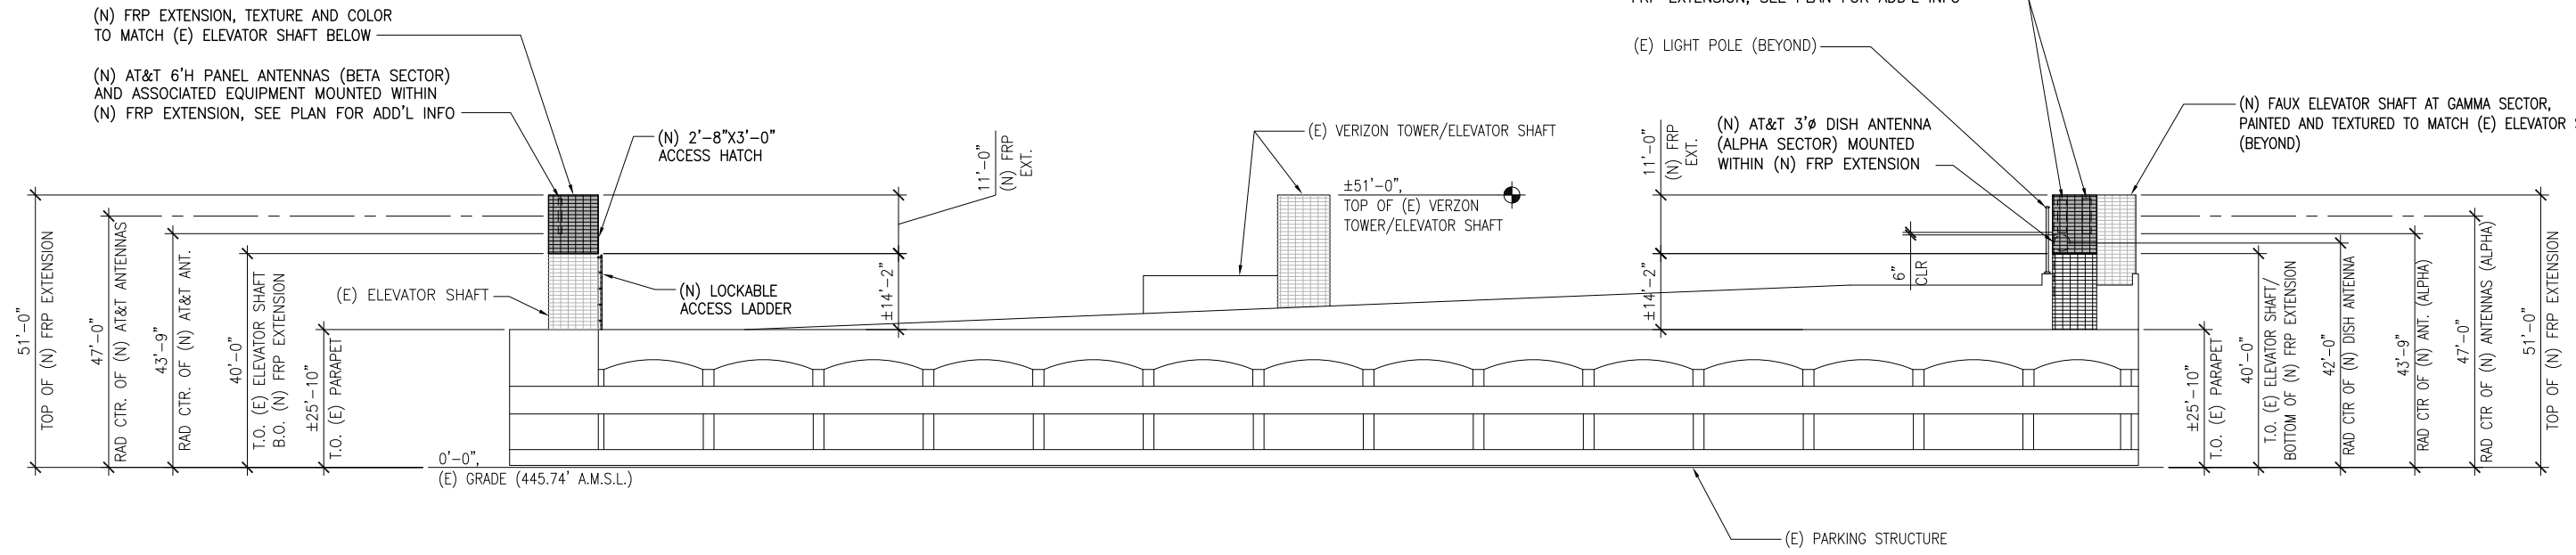 (N) FRP EXTENSION, TEXTURE AND COLOR
TO MATCH (E) ELEVATOR SHAFT BELOW
(N) AT&T 6'H PANEL ANTENNAS (BETA SECTOR)
AND ASSOCIATED EQUIPMENT MOUNTED WITHIN
(N) FRP EXTENSION, SEE PLAN FOR ADD'L INFO
(N) 2'-8"X3'-0"
ACCESS HATCH
11'-0"
(N) FRP
EXT.
(E) VERIZON TOWER/ELEVATOR SHAFT
±51'-0",
TOP OF (E) VERZON
TOWER/ELEVATOR SHAFT
FRP EXTENSION, SEE PLAN FOR ADD'L INFO
(E) LIGHT POLE (BEYOND)
11'-0"
(N) FRP
EXT.
(N) AT&T 3'ø DISH ANTENNA
(ALPHA SECTOR) MOUNTED
WITHIN (N) FRP EXTENSION
(N) FAUX ELEVATOR SHAFT AT GAMMA SECTOR,
PAINTED AND TEXTURED TO MATCH (E) ELEVATOR
(BEYOND)
51'-0"
TOP OF (N) FRP EXTENSION
47'-0"
RAD CTR. OF (N) AT&T ANTENNAS
43'-9"
RAD CTR. OF (N) AT&T ANT.
40'-0"
T.O. (E) ELEVATOR SHAFT
B.O. (N) FRP EXTENSION
±25'-10"
T.O. (E) PARAPET
(E) ELEVATOR SHAFT
(N) LOCKABLE
ACCESS LADDER
±14'-2"
±14'-2"
6"
CLR
0'-0",
(E) GRADE (445.74' A.M.S.L.)
±25'-10"
T.O. (E) PARAPET
40'-0"
T.O. (E) ELEVATOR SHAFT/
BOTTOM OF (N) FRP EXTENSION
42'-0"
RAD CTR OF (N) DISH ANTENNA
43'-9"
RAD CTR OF (N) ANT. (ALPHA)
47'-0"
RAD CTR OF (N) ANTENNAS (ALPHA)
51'-0"
TOP OF (N) FRP EXTENSION
(E) PARKING STRUCTURE